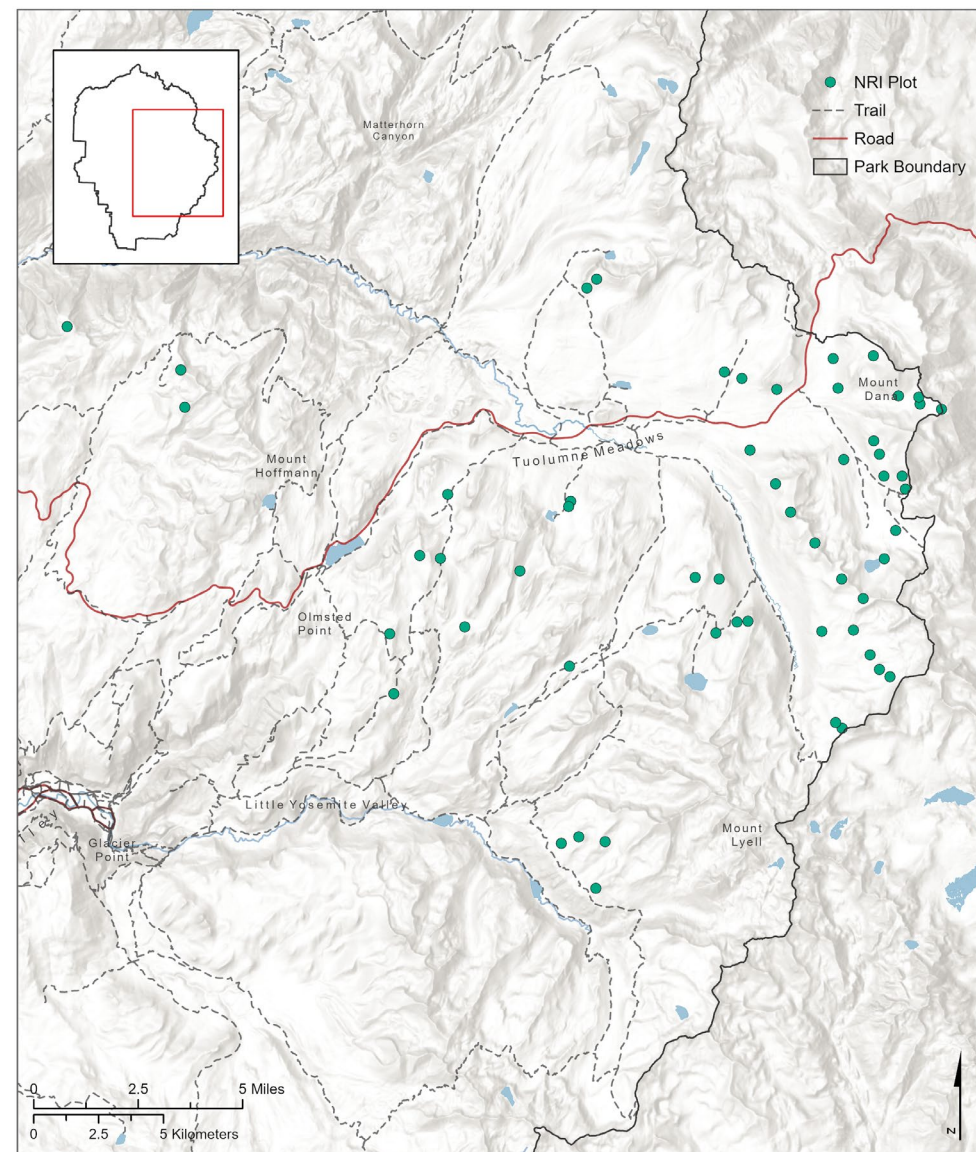 NRI Plot
Trail
Road
Park Boundary
Matterhorn
Canyon
Mount
Dana
Mount
Hoffmann
Tuolumne Meadows
Olmsted
Point
Little Yosemite Valley
lley
Glacier
Point
Mount
Lyell
0 2.5 5 Miles
0 2.5 5 Kilometers
N